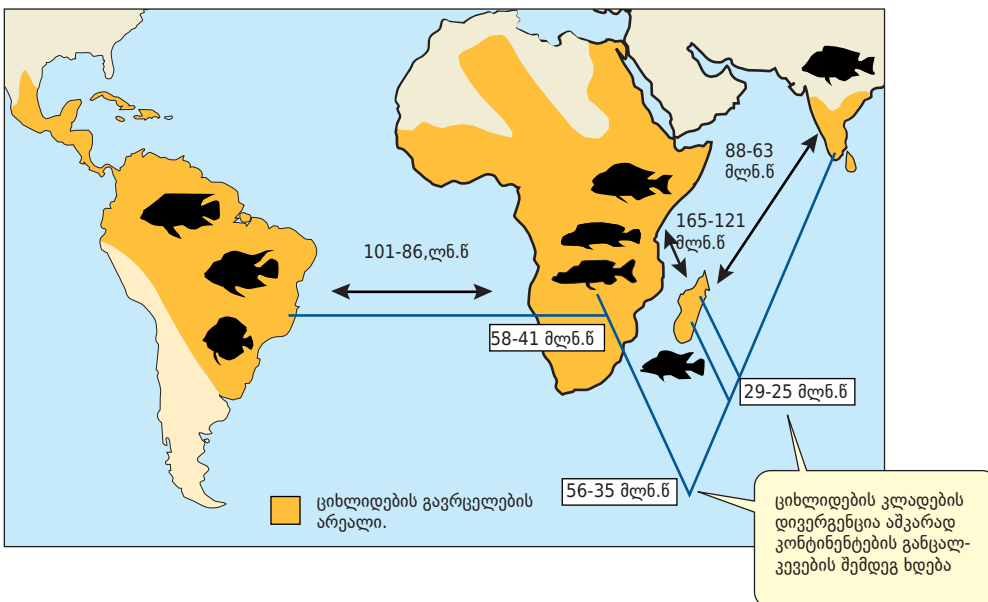 88-63
მლნ.წ
165-121
მლნ.წ
101-86,ლნ.წ
58-41 მლნ.წ
29-25 მლნ.წ
56-35 მლნ.წ
ციხლიდების გავრცელების
არეალი.
ციხლიდების კლადების
დივერგენცია აშკარად
კონტინენტების განცალ-
კევების შემდეგ ხდება